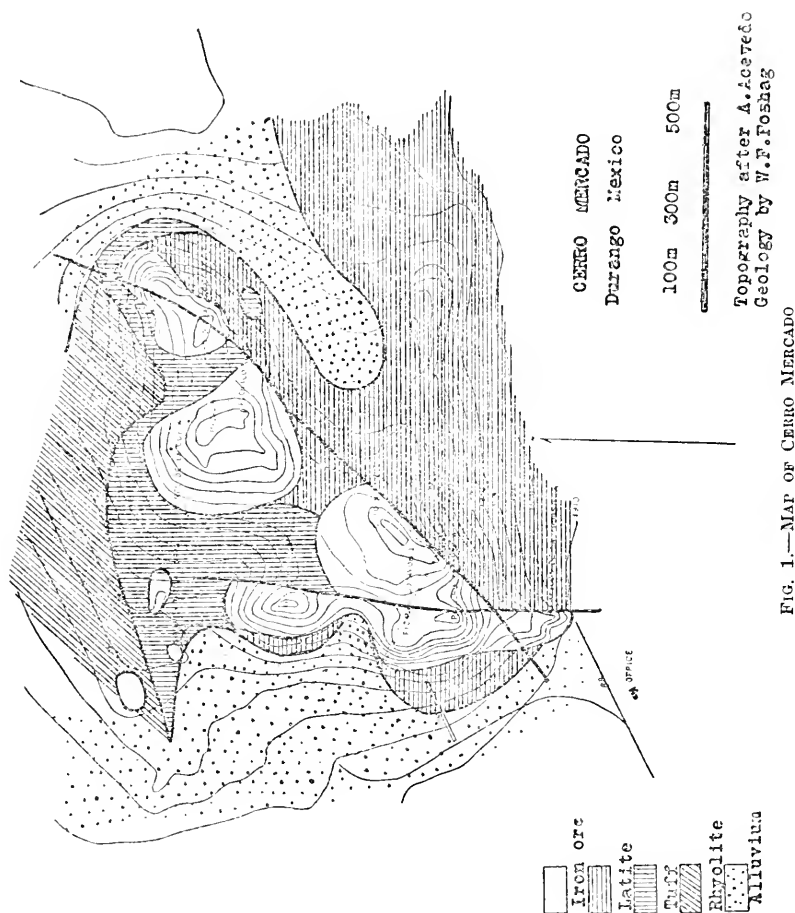 CERRO MERCADO
Durango Mexico
100m 300m 500m
Topography after A.Acevedo
Geology by W.F.Foshag
Iron ore
Latite
Tuff
Rhyolite
Alluvium
RR
OFFICE
FIG. 1.—MAP OF CERRO MERCADO